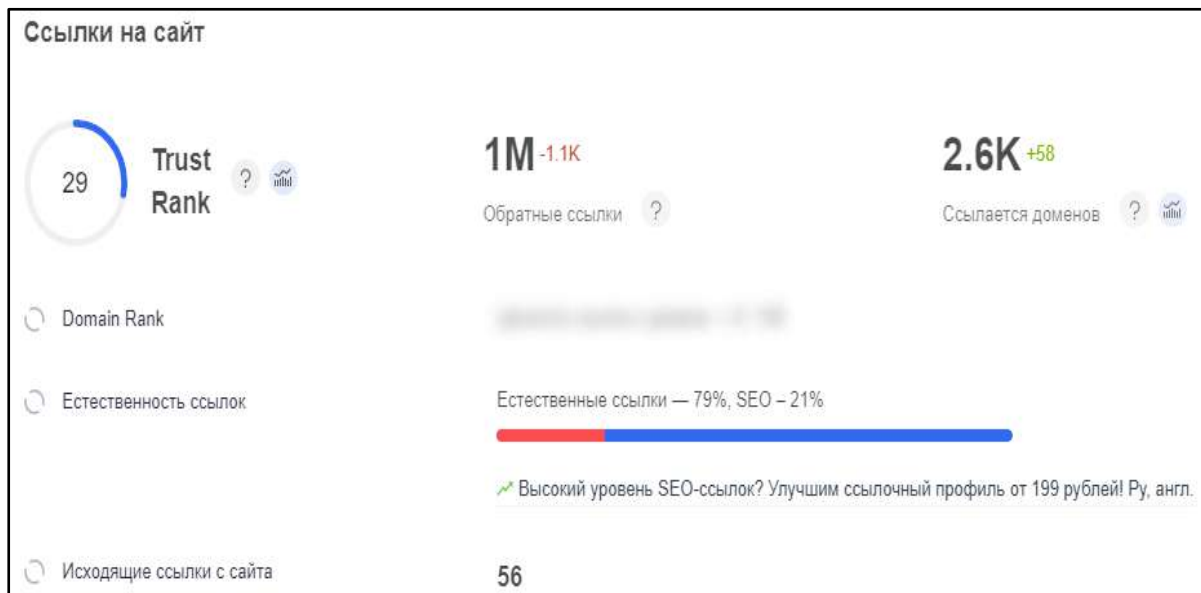 Ссылки на сайт
29
Trust
Rank
?
1М -1.1K
Обратные ссылки ?
2.6K +58
Ссылается доменов ?
Domain Rank
Естественность ссылок
Естественные ссылки — 79%, SEO – 21%
Высокий уровень SEO-ссылок? Улучшим ссылочный профиль от 199 рублей! Ру, англ.
Исходящие ссылки с сайта
56